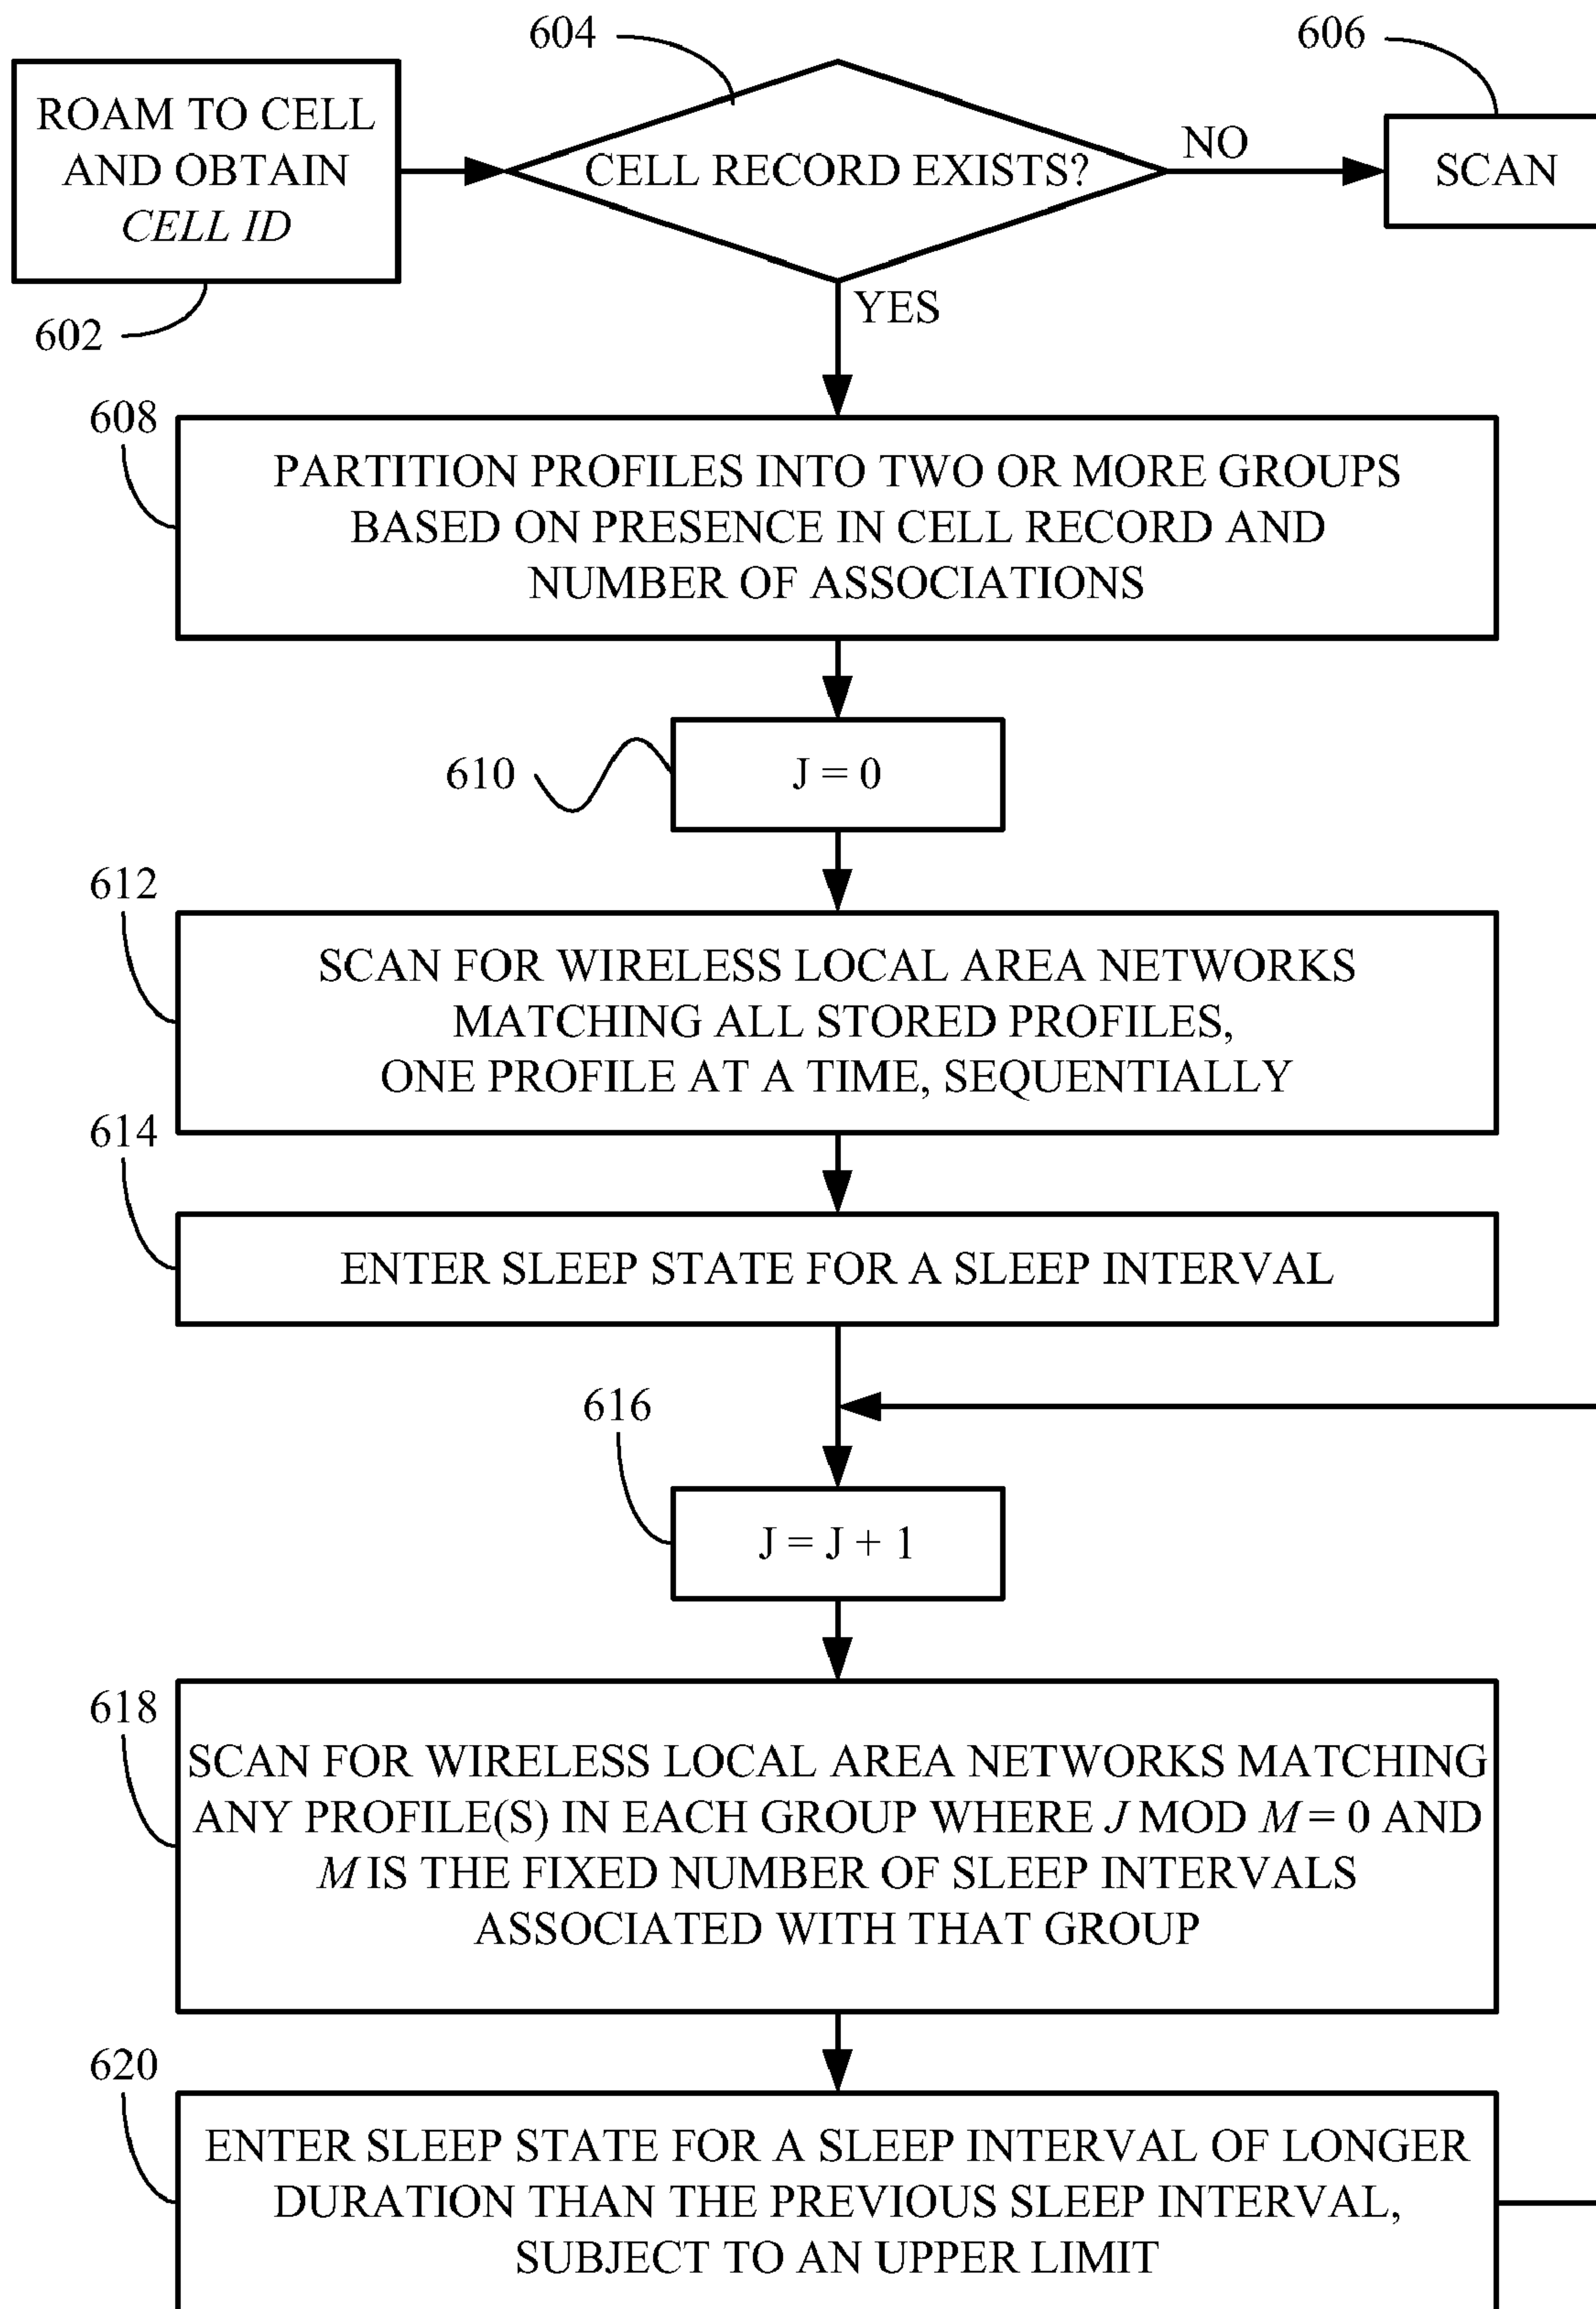 604
606
ROAM TO CELL
AND OBTAIN
CELL ID
CELL RECORD EXISTS?
NO
SCAN
602
YES
608
PARTITION PROFILES INTO TWO OR MORE GROUPS
BASED ON PRESENCE IN CELL RECORD AND
NUMBER OF ASSOCIATIONS
610
J = 0
612
SCAN FOR WIRELESS LOCAL AREA NETWORKS
MATCHING ALL STORED PROFILES,
ONE PROFILE AT A TIME, SEQUENTIALLY
614
ENTER SLEEP STATE FOR A SLEEP INTERVAL
616
J = J + 1
618
SCAN FOR WIRELESS LOCAL AREA NETWORKS MATCHING
ANY PROFILE(S) IN EACH GROUP WHERE J MOD M = 0 AND
M IS THE FIXED NUMBER OF SLEEP INTERVALS
ASSOCIATED WITH THAT GROUP
620
ENTER SLEEP STATE FOR A SLEEP INTERVAL OF LONGER
DURATION THAN THE PREVIOUS SLEEP INTERVAL,
SUBJECT TO AN UPPER LIMIT